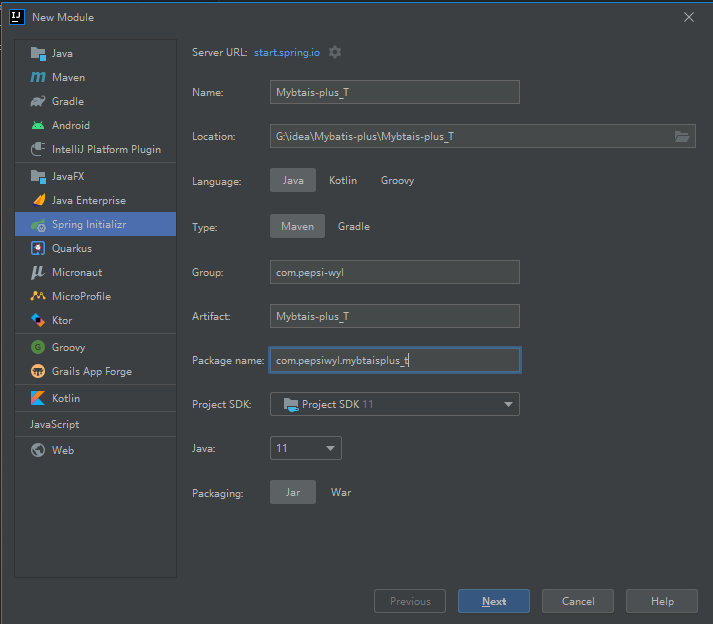 New Module
Java
Maven
Gradle
Android
IntelliJ Platform Plugin
JavaFX
Java Enterprise
Spring Initializr
Quarkus
Micronaut
MicroProfile
Ktor
Groovy
Grails App Forge
Kotlin
JavaScript
Web
Server URL: start.spring.io
Name: Mybtais-plus_T
Location: G:\idea\Mybatis-plus\Mybtais-plus_T
Language: Java Kotlin Groovy
Type: Maven Gradle
Group: com.pepsi-wyl
Artifact: Mybtais-plus_T
Package name: com.pepsiwyl.mybtaisplus_t
Project SDK: Project SDK 11
Java: 11
Packaging: Jar War
Previous Next Cancel Help